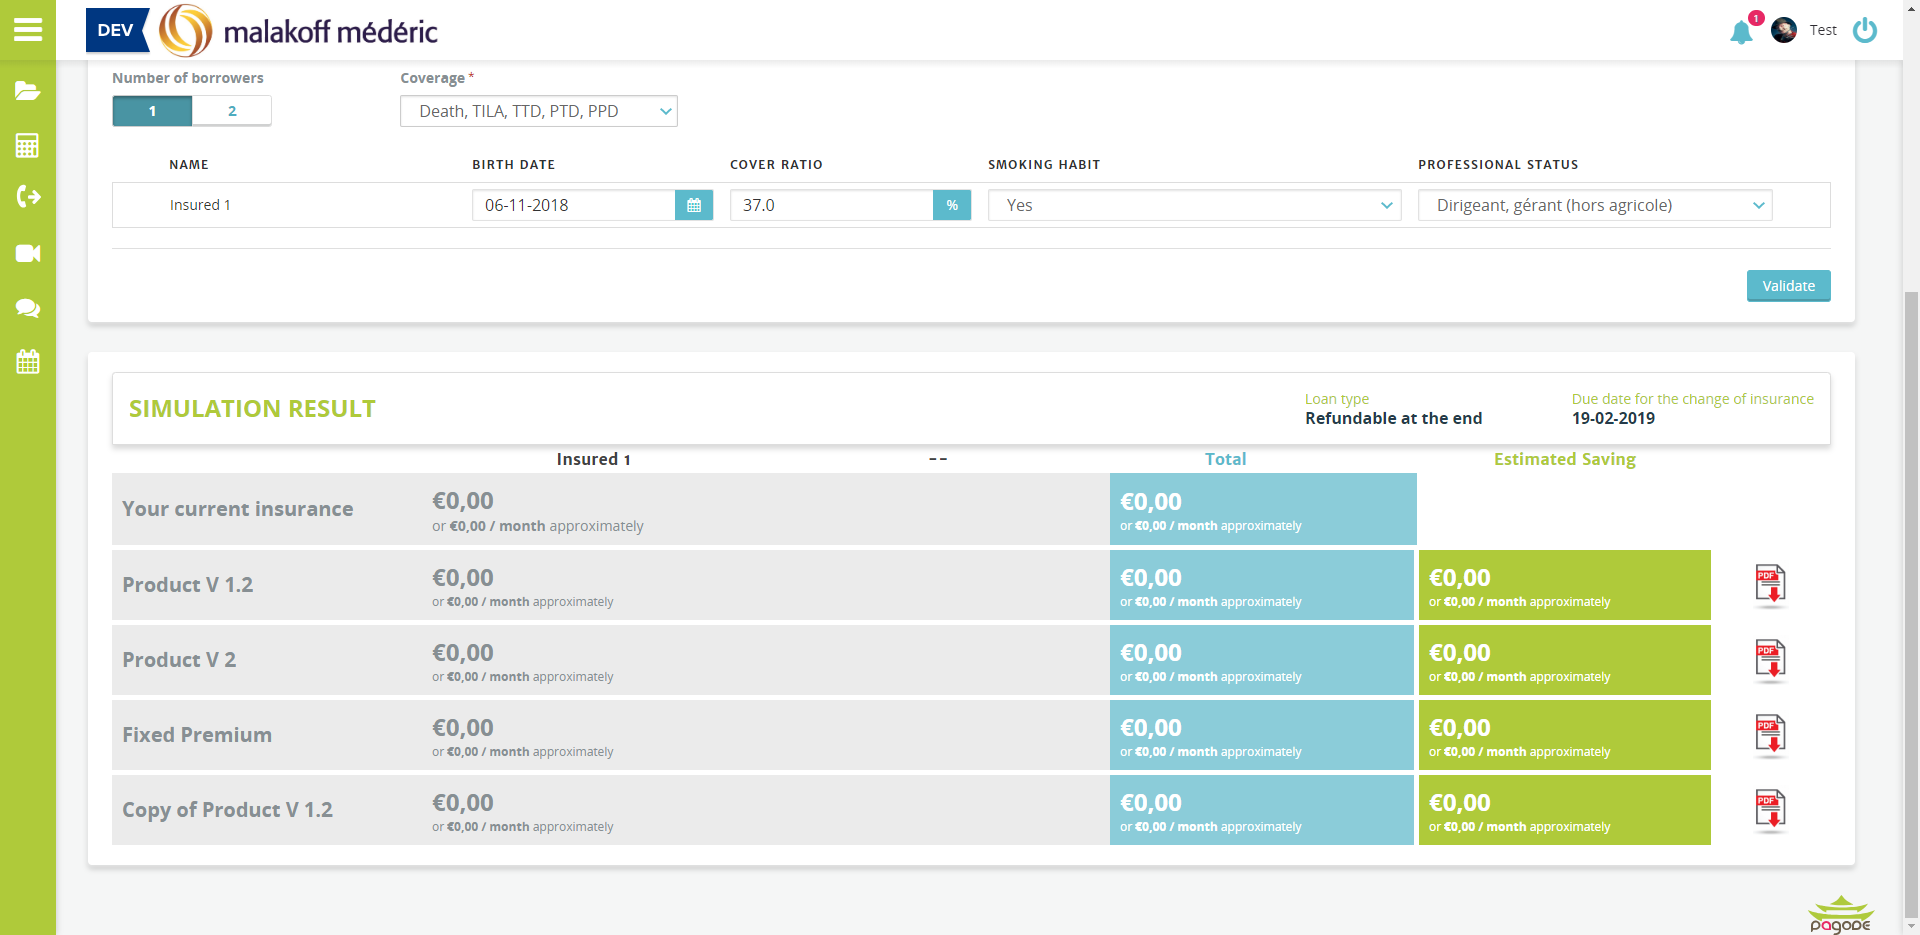 DEV
malakoff médéric
1
Test
Number of borrowers
Coverage *
1
2
Death, TILA, TTD, PTD, PPD
NAME
BIRTH DATE
COVER RATIO
SMOKING HABIT
PROFESSIONAL STATUS
Insured 1
06-11-2018
37.0
%
Yes
Dirigeant, gérant (hors agricole)
Validate
SIMULATION RESULT
Loan type
Refundable at the end
Due date for the change of insurance
19-02-2019
Insured 1
--
Total
Estimated Saving
Your current insurance
€0,00
or €0,00 / month approximately
€0,00
or €0,00 / month approximately
Product V 1.2
€0,00
or €0,00 / month approximately
€0,00
or €0,00 / month approximately
€0,00
or €0,00 / month approximately
PDF
Product V 2
€0,00
or €0,00 / month approximately
€0,00
or €0,00 / month approximately
€0,00
or €0,00 / month approximately
PDF
Fixed Premium
€0,00
or €0,00 / month approximately
€0,00
or €0,00 / month approximately
€0,00
or €0,00 / month approximately
PDF
Copy of Product V 1.2
€0,00
or €0,00 / month approximately
€0,00
or €0,00 / month approximately
€0,00
or €0,00 / month approximately
PDF
pagode